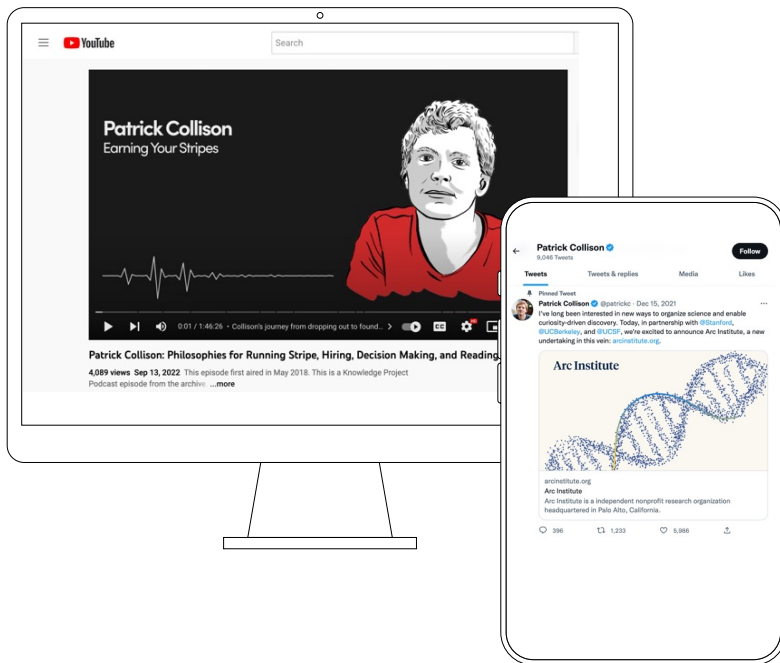 YouTube
Search
Patrick Collison
Earning Your Stripes
0:01 / 1:46:26 • Collison's journey from dropping out to found...
CC
HD
Patrick Collison: Philosophies for Running Stripe, Hiring, Decision Making, and Reading
4,089 views Sep 13, 2022 This episode first aired in May 2018. This is a Knowledge Project
Podcast episode from the archive. ...more
Patrick Collison
9,046 Tweets
Follow
Tweets Tweets & replies Media Likes
Pinned Tweet
Patrick Collison @patrickc · Dec 15, 2021
I've long been interested in new ways to organize science and enable
curiosity-driven discovery. Today, in partnership with @Stanford,
@UCBerkeley, and @UCSF, we're excited to announce Arc Institute, a new
undertaking in this vein: arcinstitute.org.
Arc Institute
arcinstitute.org
Arc Institute
Arc Institute is a independent nonprofit research organization
headquartered in Palo Alto, California.
396 1,233 5,986